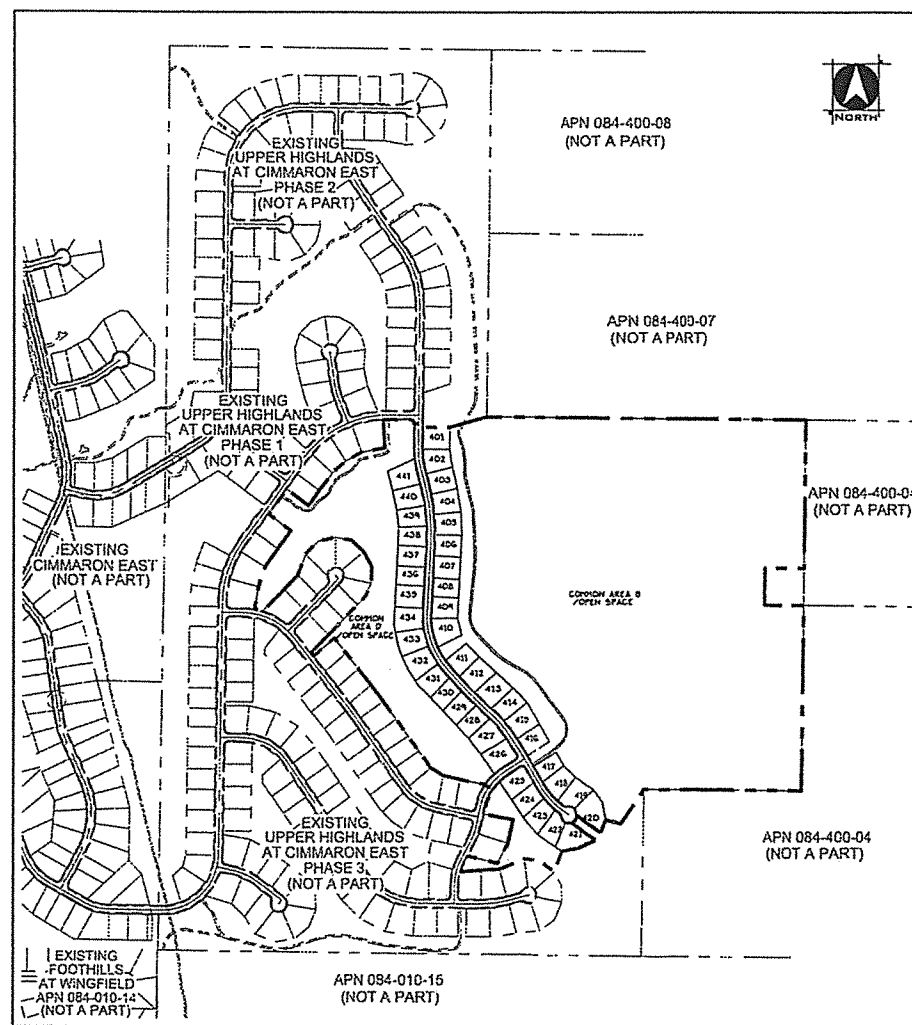 NORTH
APN 084-400-08
(NOT A PART)
EXISTING
UPPER HIGHLANDS
AT CIMMARON EAST
PHASE 2
(NOT A PART)
APN 084-400-07
(NOT A PART)
EXISTING
UPPER HIGHLANDS
AT CIMMARON EAST
PHASE 1
(NOT A PART)
401
402
403
404
405
406
407
408
409
410
411
412
413
414
415
416
417
418
419
420
421
422
423
424
425
426
427
428
429
430
431
432
433
434
435
436
437
438
439
440
441
(NOT A PART)
EXISTING
CIMMARON EAST
(NOT A PART)
COMMON AREA B
/OPEN SPACE
COMMON
AREA D
/OPEN SPACE
EXISTING
UPPER HIGHLANDS
AT CIMMARON EAST
PHASE 3
(NOT A PART)
APN 084-400-04
(NOT A PART)
EXISTING
FOOTHILLS
AT WINGFIELD
APN 084-010-14
(NOT A PART)
APN 084-010-15
(NOT A PART)